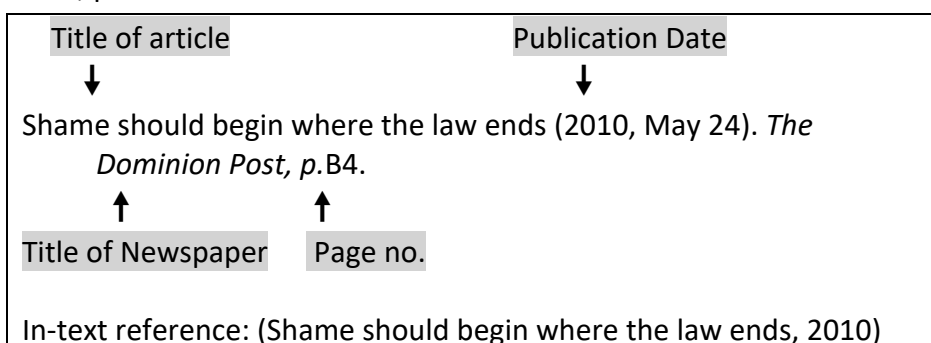 Title of article Publication Date
Shame should begin where the law ends (2010, May 24). The
Dominion Post, p.B4.
Title of Newspaper Page no.
In-text reference: (Shame should begin where the law ends, 2010)